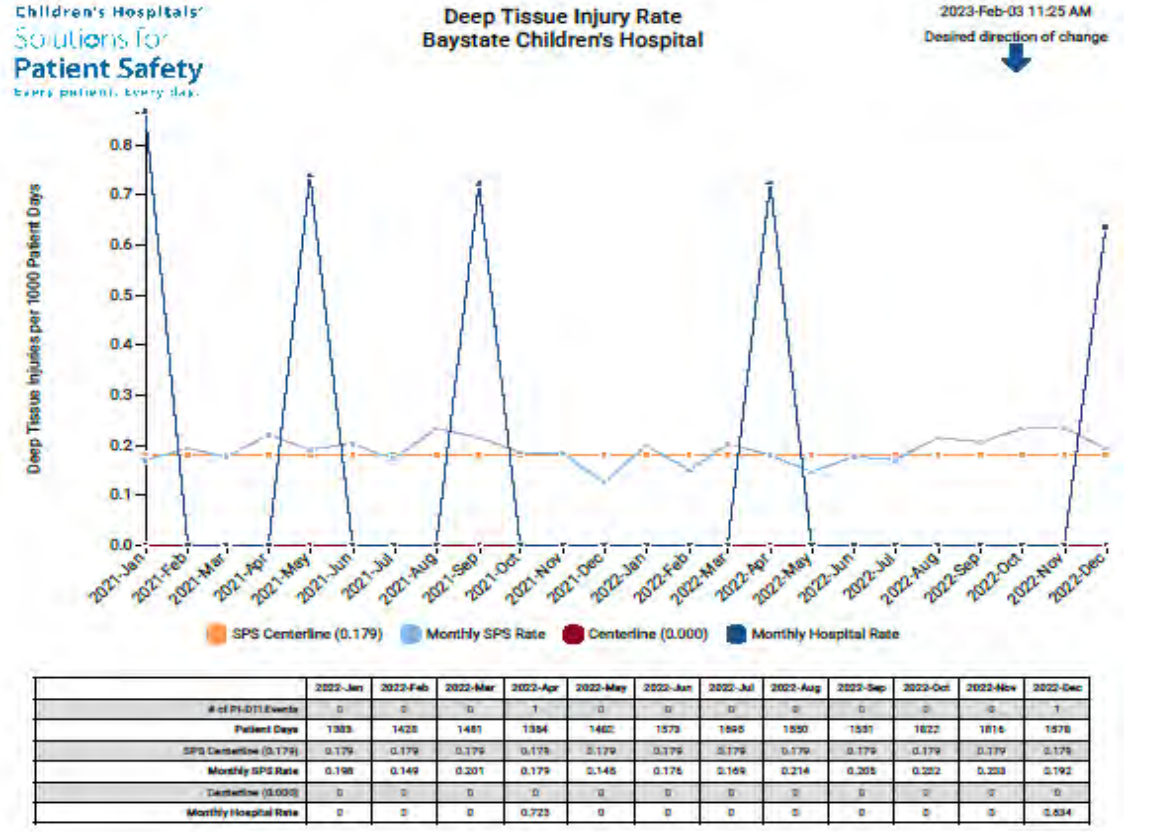 Children's Hospitals'
Solutions for
Patient Safety
Every patient. Every day.
Deep Tissue Injury Rate
Baystate Children's Hospital
2023-Feb-03 11:25 AM
Desired direction of change
Deep Tissue Injuries per 1000 Patient Days
0.8
0.7
0.6
0.5
0.4
0.3
0.2
0.1
0.0
2021-Jan 2021-Feb 2021-Mar 2021-Apr 2021-May 2021-Jun 2021-Jul 2021-Aug 2021-Sep 2021-Oct 2021-Nov 2021-Dec 2022-Jan 2022-Feb 2022-Mar 2022-Apr 2022-May 2022-Jun 2022-Jul 2022-Aug 2022-Sep 2022-Oct 2022-Nov 2022-Dec
SPS Centerline (0.179) Monthly SPS Rate Centerline (0.000) Monthly Hospital Rate
2022-Jan 2022-Feb 2022-Mar 2022-Apr 2022-May 2022-Jun 2022-Jul 2022-Aug 2022-Sep 2022-Oct 2022-Nov 2022-Dec
# of PI-DTI Events 0 0 0 1 0 0 0 0 0 0 0 1
Patient Days 1384 1462 1573 1550 1622 1816 1578
SPS Centerline (0.179) 0.179 0.179 0.179 0.179 0.179 0.179 0.179 0.179 0.179 0.179 0.179 0.179
Monthly SPS Rate 0.198 0.149 0.201 0.179 0.176 0.169 0.214 0.205 0.232 0.233 0.192
Centerline (0.000) 0 0 0 0 0 0 0 0 0 0 0 0
Monthly Hospital Rate 0 0 0 0.723 0 0 0 0 0 0 0 0.634